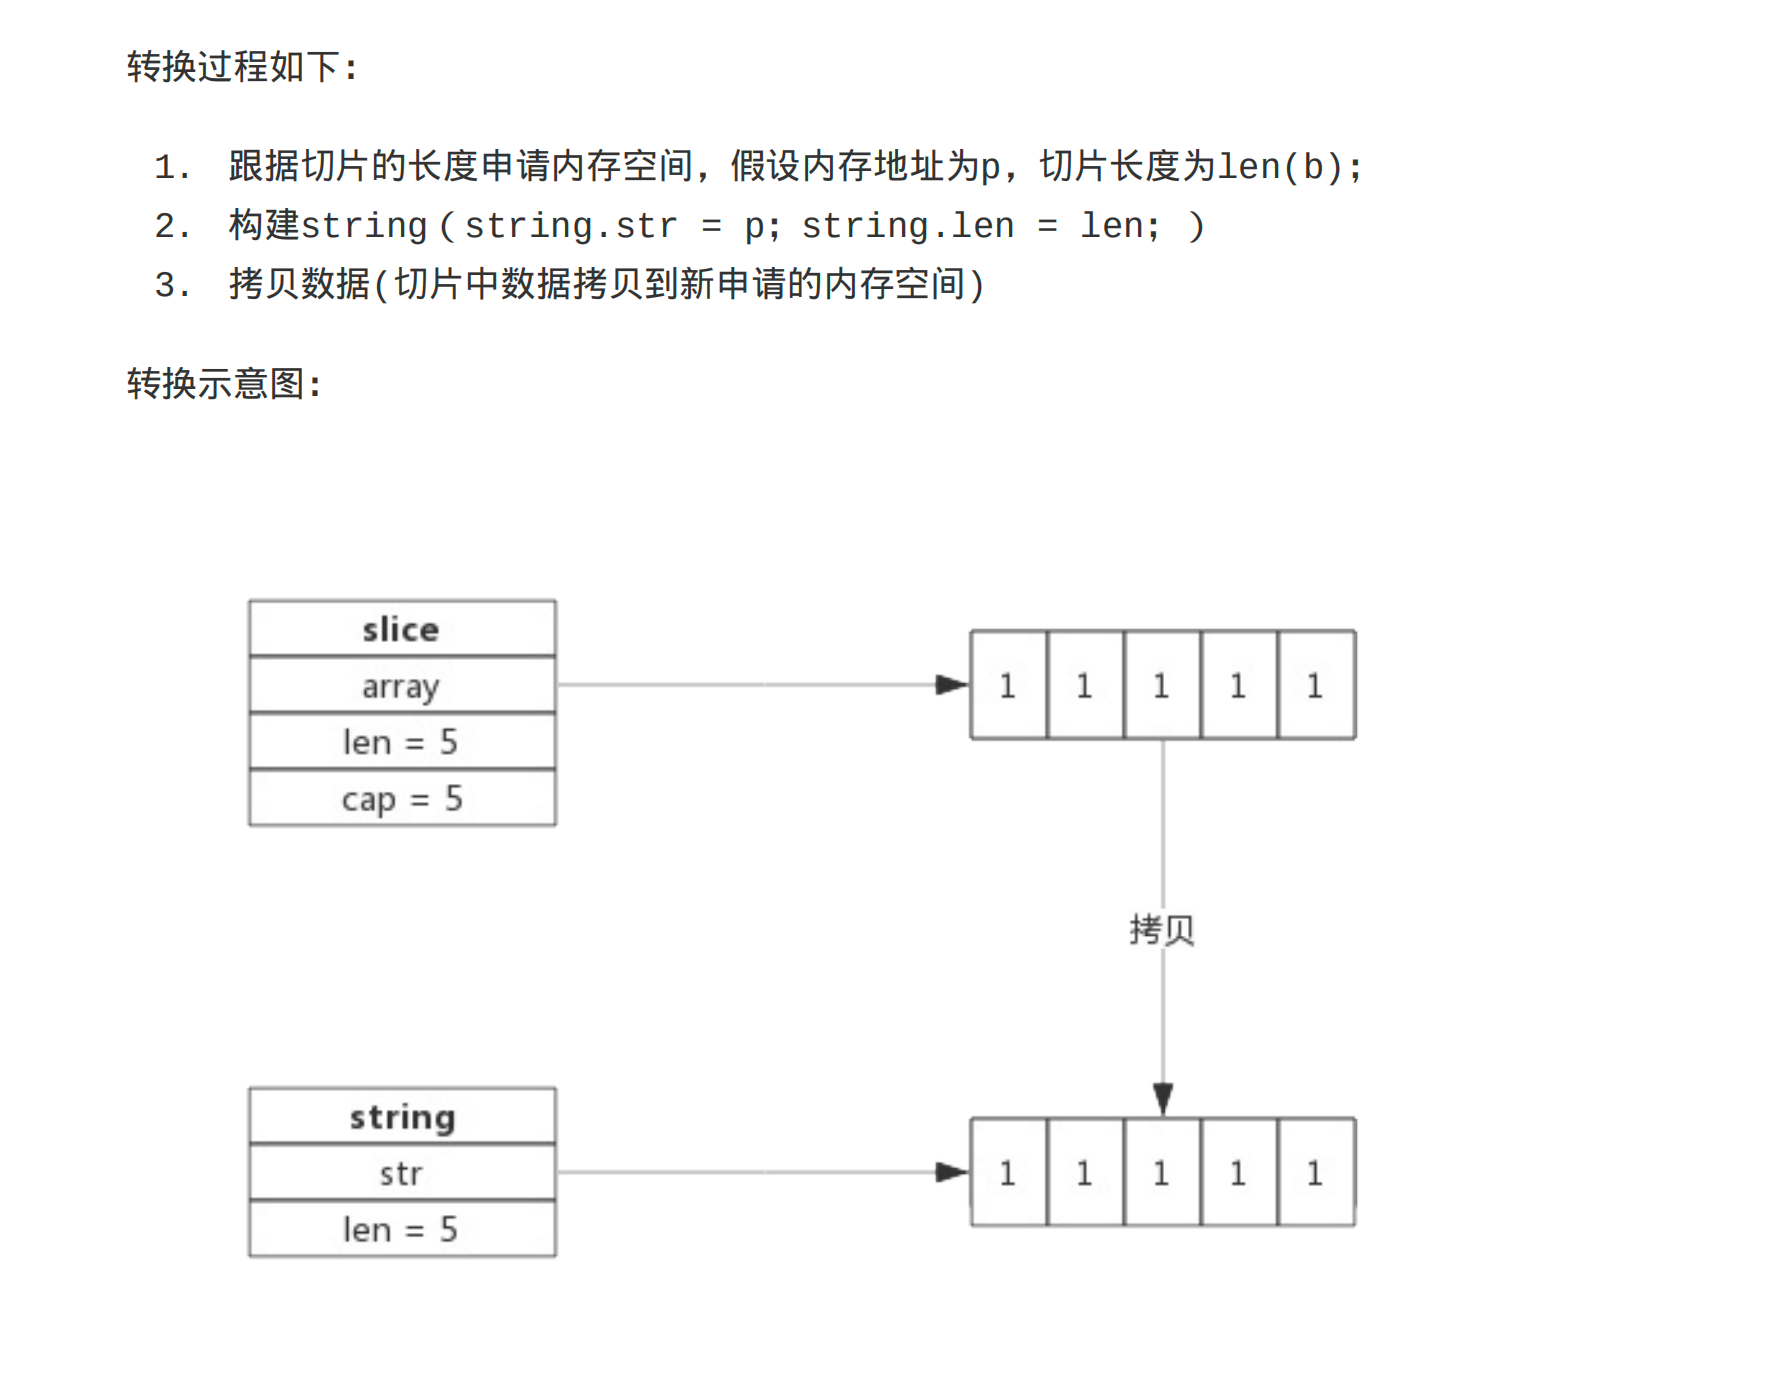 转换过程如下:
1. 跟据切片的长度申请内存空间，假设内存地址为p，切片长度为len(b)；
2. 构建string（string.str = p；string.len = len；）
3. 拷贝数据(切片中数据拷贝到新申请的内存空间)
转换示意图:
slice
array
len = 5
cap = 5
1 1 1 1 1
拷贝
string
str
len = 5
1 1 1 1 1